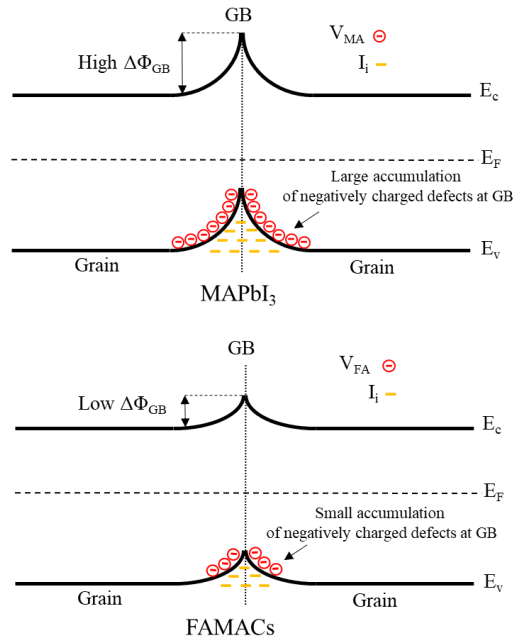 GB
V_MA
High ΔΦ_GB
I_i
E_c
E_F
Large accumulation
of negatively charged defects at GB
E_v
Grain
Grain
MAPbI₃
GB
V_FA
Low ΔΦ_GB
I_i
E_c
E_F
Small accumulation
of negatively charged defects at GB
E_v
Grain
Grain
FAMACs